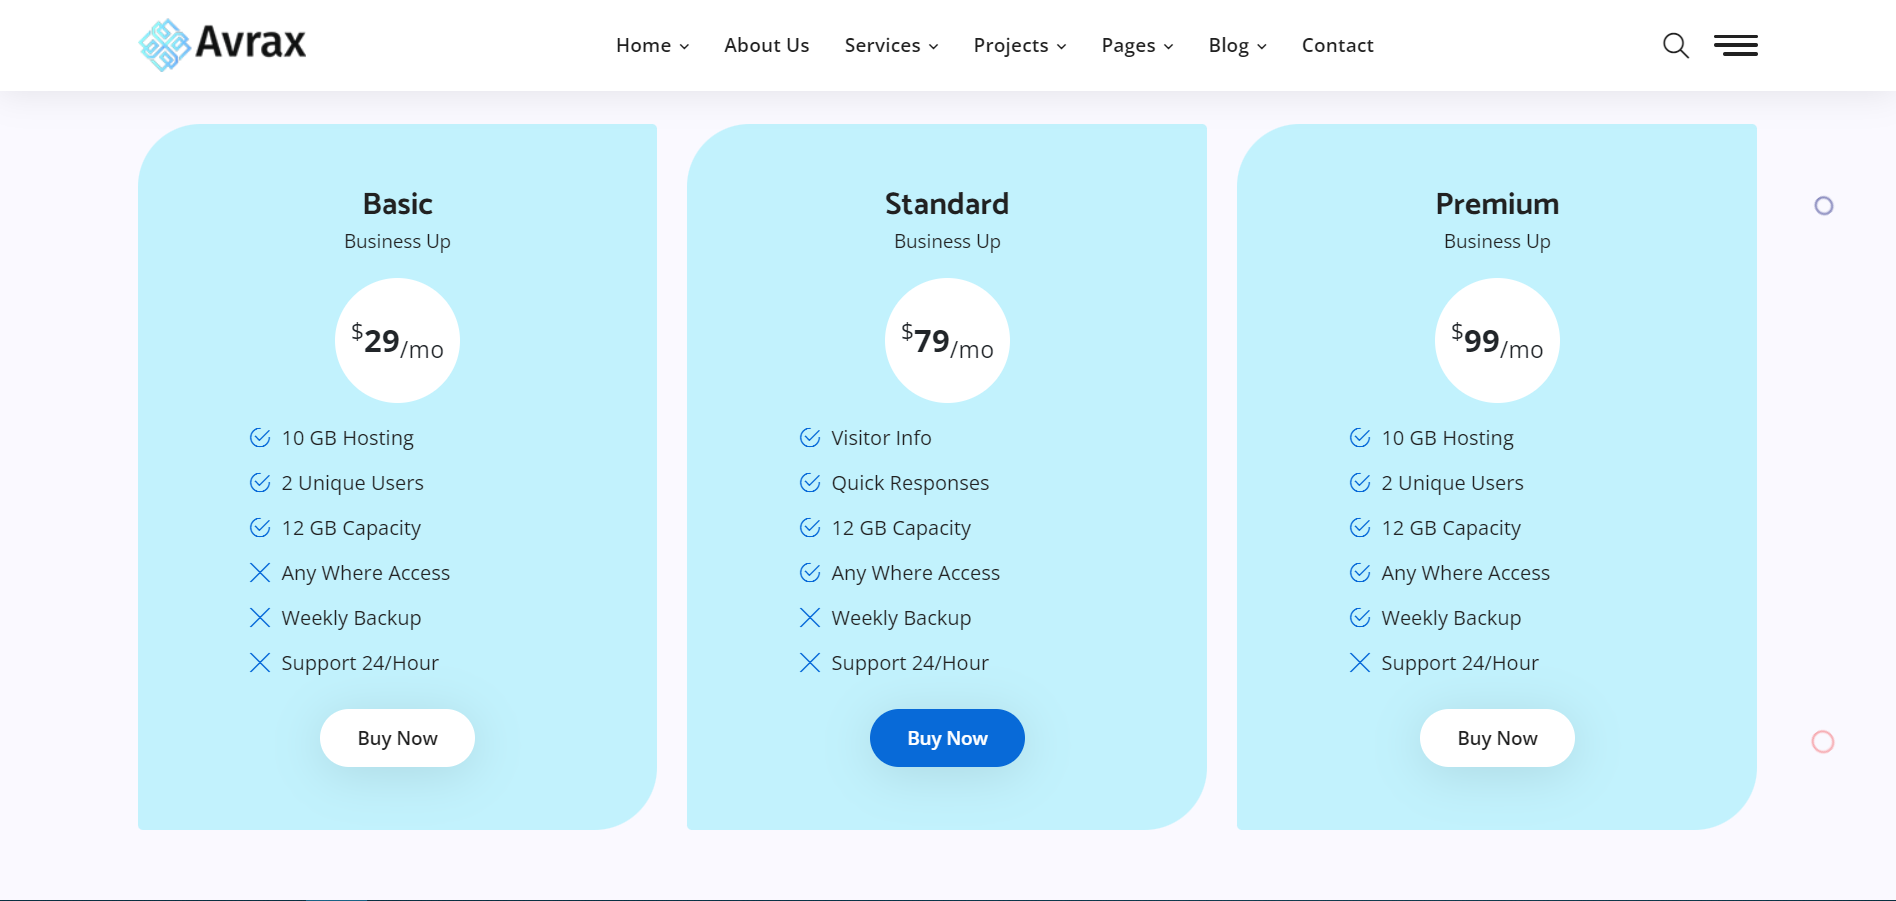 Avrax
Home About Us Services Projects Pages Blog Contact
Basic
Business Up
$29/mo
10 GB Hosting
2 Unique Users
12 GB Capacity
Any Where Access
Weekly Backup
Support 24/Hour
Buy Now
Standard
Business Up
$79/mo
Visitor Info
Quick Responses
12 GB Capacity
Any Where Access
Weekly Backup
Support 24/Hour
Buy Now
Premium
Business Up
$99/mo
10 GB Hosting
2 Unique Users
12 GB Capacity
Any Where Access
Weekly Backup
Support 24/Hour
Buy Now